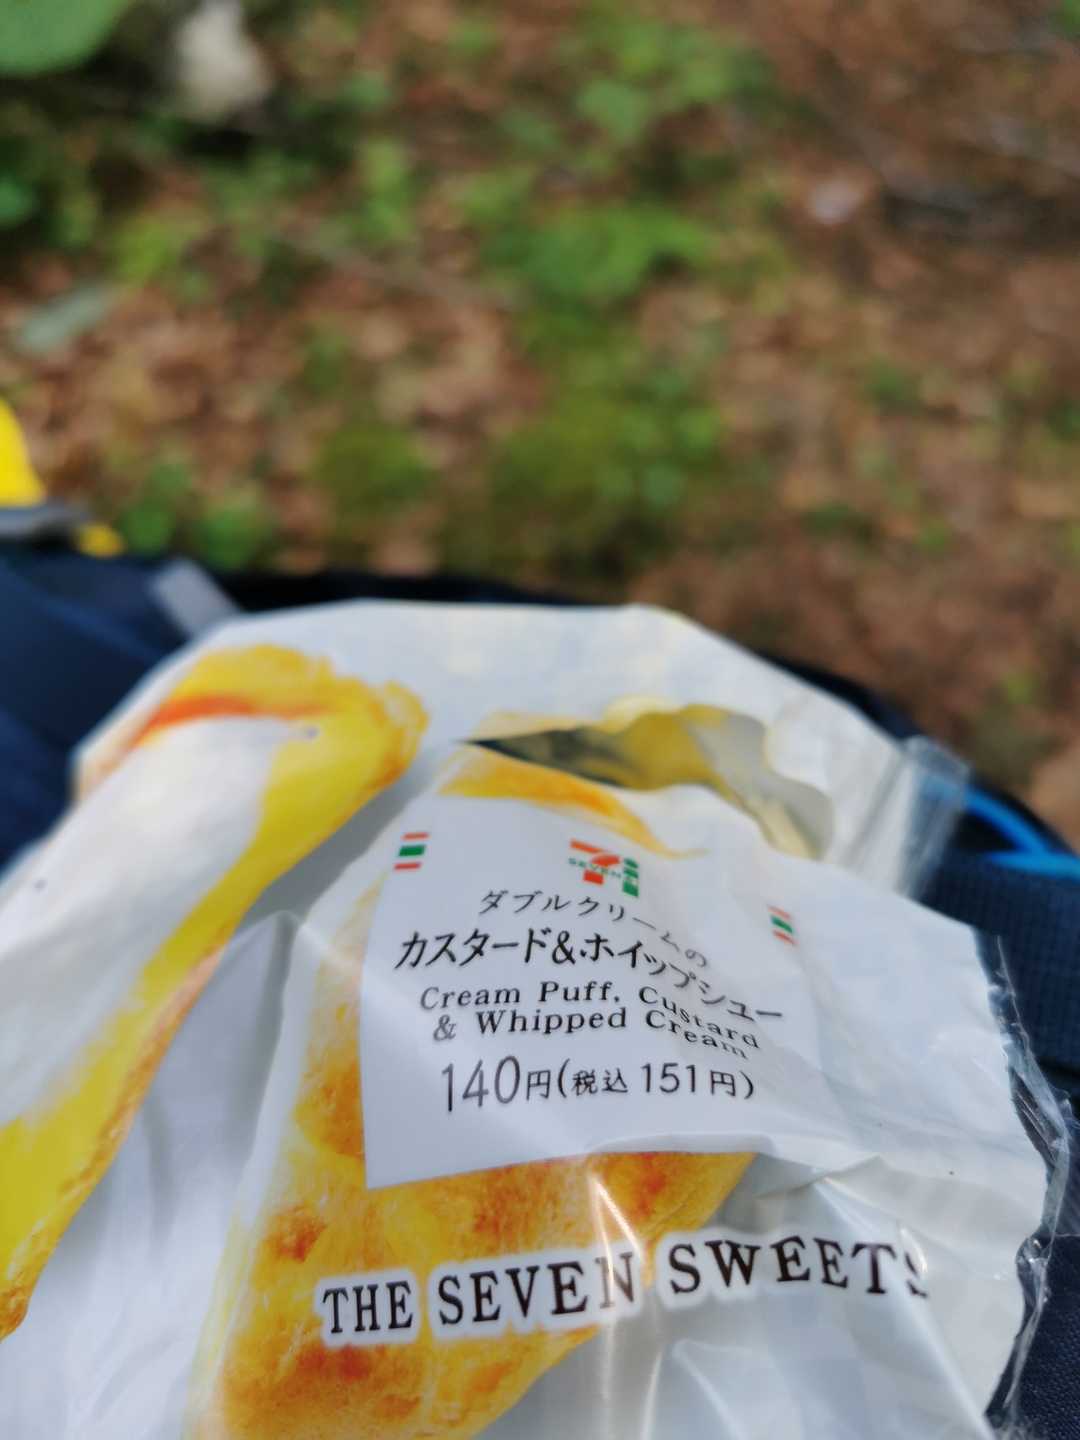 SEVEN
ダブルクリームの
カスタード&ホイップシュー
Cream Puff, Custard
& Whipped Cream
140円(税込 151円)
THE SEVEN SWEETS